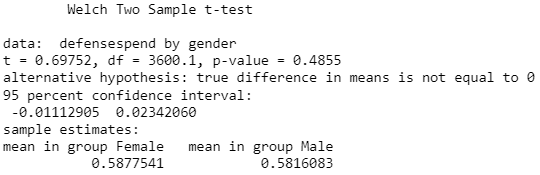 Welch Two Sample t-test
data:  defensespend by gender
t = 0.69752, df = 3600.1, p-value = 0.4855
alternative hypothesis: true difference in means is not equal to 0
95 percent confidence interval:
-0.01112905  0.02342060
sample estimates:
mean in group Female   mean in group Male
0.5877541            0.5816083